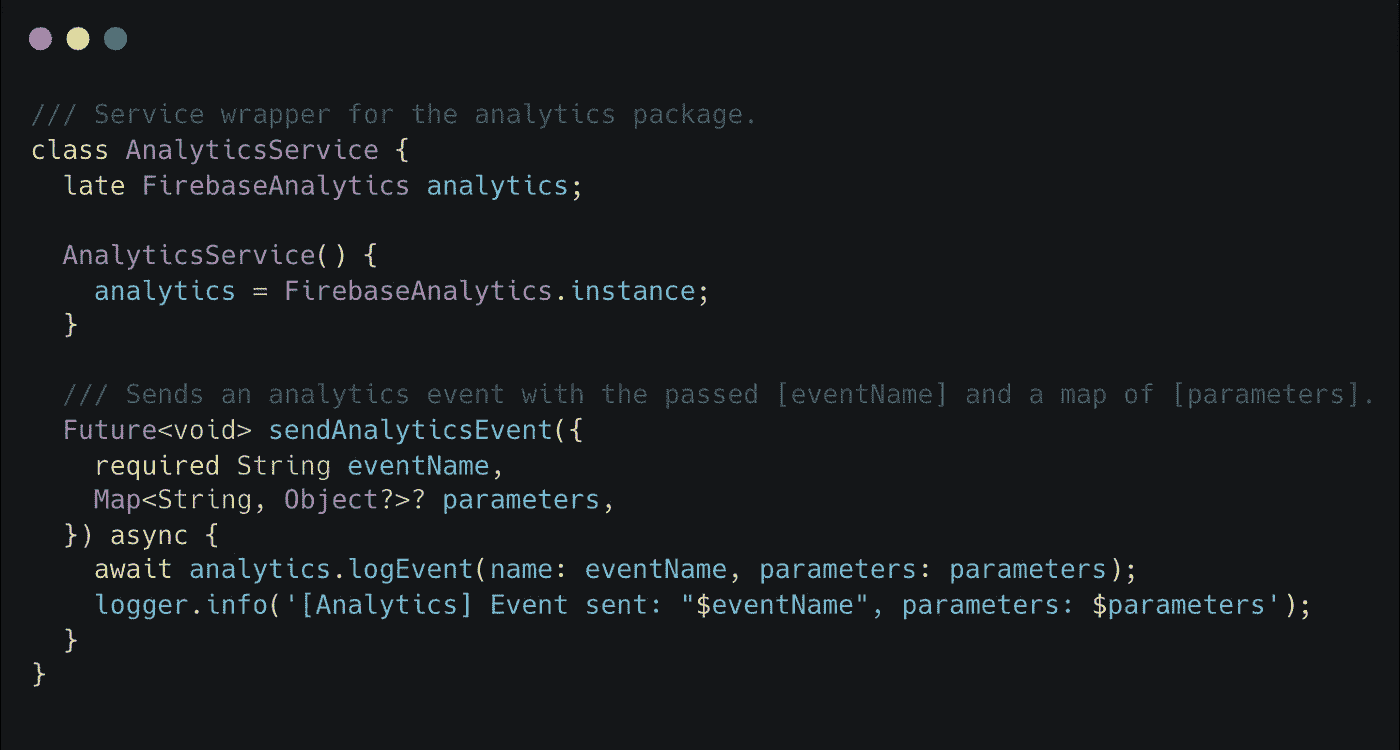 /// Service wrapper for the analytics package.
class AnalyticsService {
  late FirebaseAnalytics analytics;

  AnalyticsService() {
    analytics = FirebaseAnalytics.instance;
  }

  /// Sends an analytics event with the passed [eventName] and a map of [parameters].
  Future<void> sendAnalyticsEvent({
    required String eventName,
    Map<String, Object?>? parameters,
  }) async {
    await analytics.logEvent(name: eventName, parameters: parameters);
    logger.info('[Analytics] Event sent: "$eventName", parameters: $parameters');
  }
}